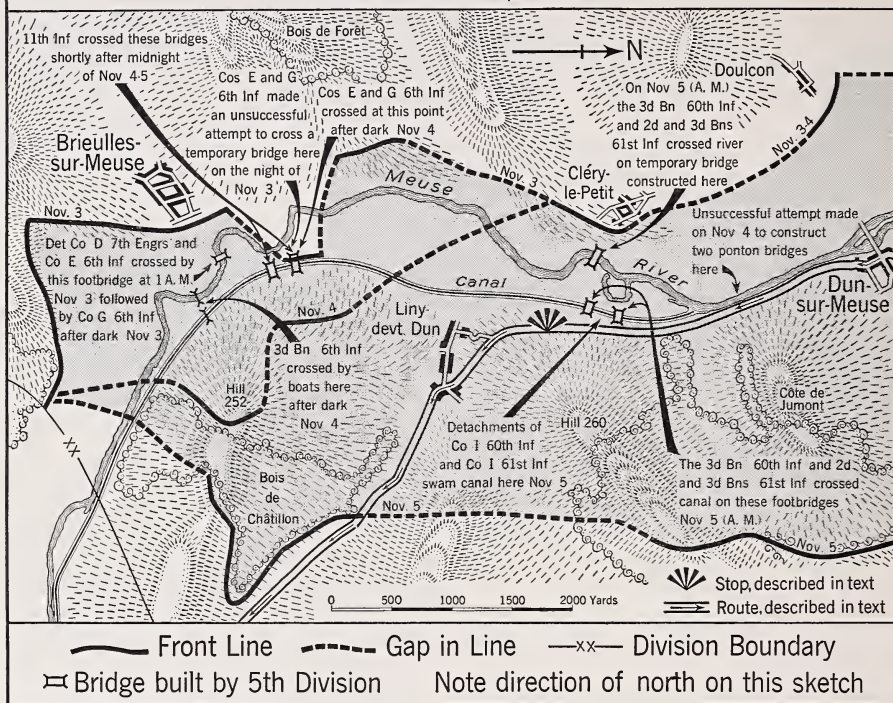 11th Inf crossed these bridges
shortly after midnight
of Nov 4-5
Bois de Forêt
N
Doulcon
Cos E and G
6th Inf made
an unsuccessful
attempt to cross a
temporary bridge here
on the night of
Nov 3
Cos E and G 6th Inf
crossed at this point
after dark Nov 4
On Nov 5 (A. M.)
the 3d Bn 60th Inf
and 2d and 3d Bns
61st Inf crossed river
on temporary bridge
constructed here
Nov. 3-4
Brieulles-
sur-Meuse
Meuse
Nov. 3
Cléry-
le-Petit
Unsuccessful attempt made
on Nov 4 to construct
two ponton bridges
here
Nov. 3
Det Co D 7th Engrs and
Co E 6th Inf crossed by
this footbridge at 1 A. M.
Nov 3 followed
by Co G 6th Inf
after dark Nov 3
River
Canal
Dun-
sur-Meuse
Nov. 4
Liny-
devt. Dun
3d Bn 6th Inf
crossed by
boats here
after dark
Nov 4
Hill
252
Côte de
Jumont
Detachments of
Co I 60th Inf
and Co I 61st Inf
swam canal here Nov 5
Hill 260
XX
Bois
de
Châtillon
The 3d Bn 60th Inf and 2d
and 3d Bns 61st Inf crossed
canal on these footbridges
Nov 5 (A. M.)
Nov. 5
Nov. 5
Stop, described in text
0 500 1000 1500 2000 Yards
Route, described in text
Front Line Gap in Line XX Division Boundary
Bridge built by 5th Division Note direction of north on this sketch